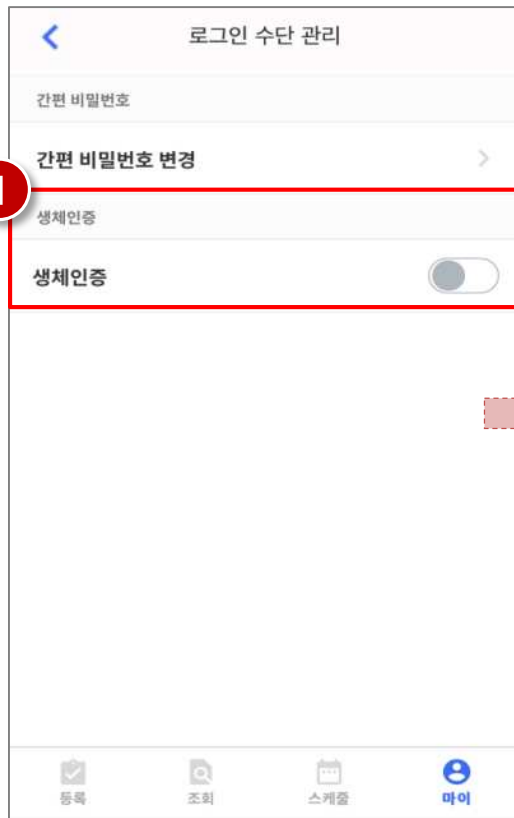 로그인 수단 관리
간편 비밀번호
간편 비밀번호 변경
1
생체인증
생체인증
등록
조회
스케줄
마이